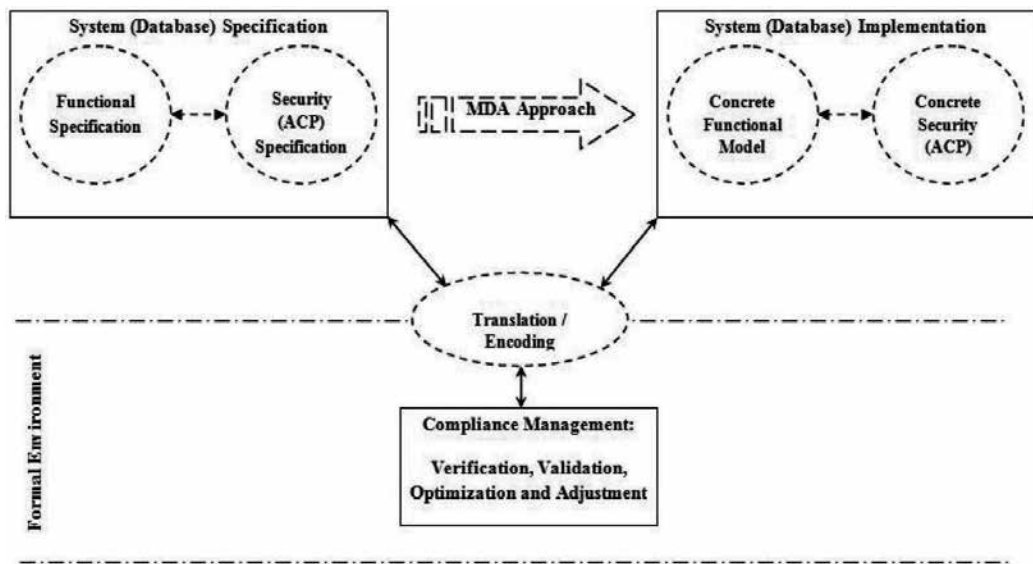 System (Database) Specification
Functional
Specification
Security
(ACP)
Specification
MDA Approach
System (Database) Implementation
Concrete
Functional
Model
Concrete
Security
(ACP)
Translation /
Encoding
Formal Environment
Compliance Management:
Verification, Validation,
Optimization and Adjustment